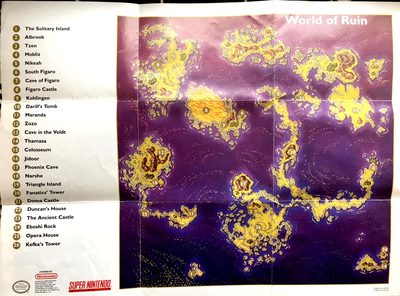 World of Ruin
1 The Solitary Island
2 Albrook
3 Tzen
4 Mobliz
5 Nikeah
6 South Figaro
7 Cave of Figaro
8 Figaro Castle
9 Kohlingen
10 Darill's Tomb
11 Maranda
12 Zozo
13 Cave in the Veldt
14 Thamasa
15 Colosseum
16 Jidoor
17 Phoenix Cave
18 Narshe
19 Triangle Island
20 Fanatics' Tower
21 Doma Castle
22 Duncan's House
23 The Ancient Castle
24 Eboshi Rock
25 Opera House
26 Kefka's Tower
Nintendo
SUPER NINTENDO